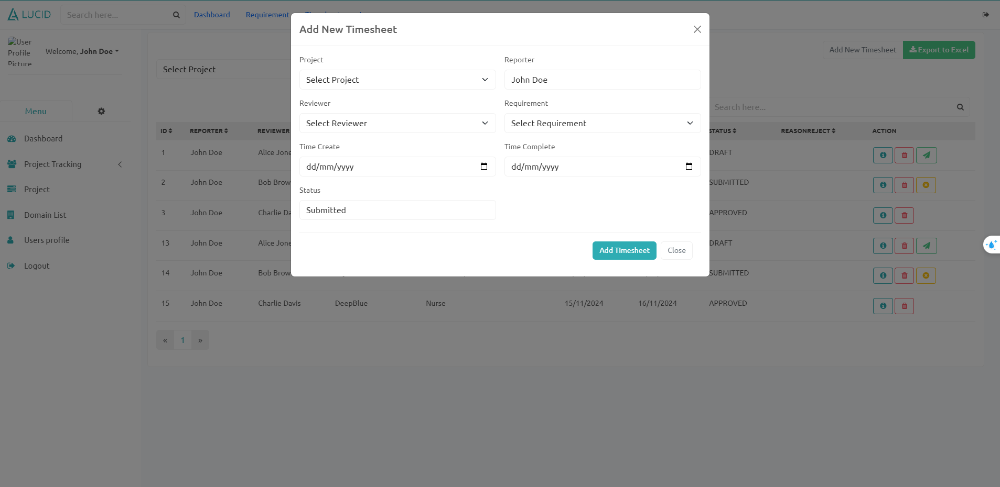 LUCID
Search here...
Dashboard
Requirement
Add New Timesheet
User Profile Picture
Welcome, John Doe
Add New Timesheet
Export to Excel
Select Project
Project
Reporter
Select Project
John Doe
Reviewer
Requirement
Select Reviewer
Select Requirement
Search here...
Menu
ID REPORTER REVIEWER STATUS REASONREJECT ACTION
Time Create
Time Complete
dd/mm/yyyy
dd/mm/yyyy
Status
Submitted
Add Timesheet
Close
Dashboard
Project Tracking
Project
Domain List
Users profile
Logout
1 John Doe Alice Jone DRAFT
2 John Doe Bob Brow SUBMITTED
3 John Doe Charlie Da APPROVED
13 John Doe Alice Jone DRAFT
14 John Doe Bob Brow SUBMITTED
15 John Doe Charlie Davis DeepBlue Nurse 15/11/2024 16/11/2024 APPROVED
« 1 »